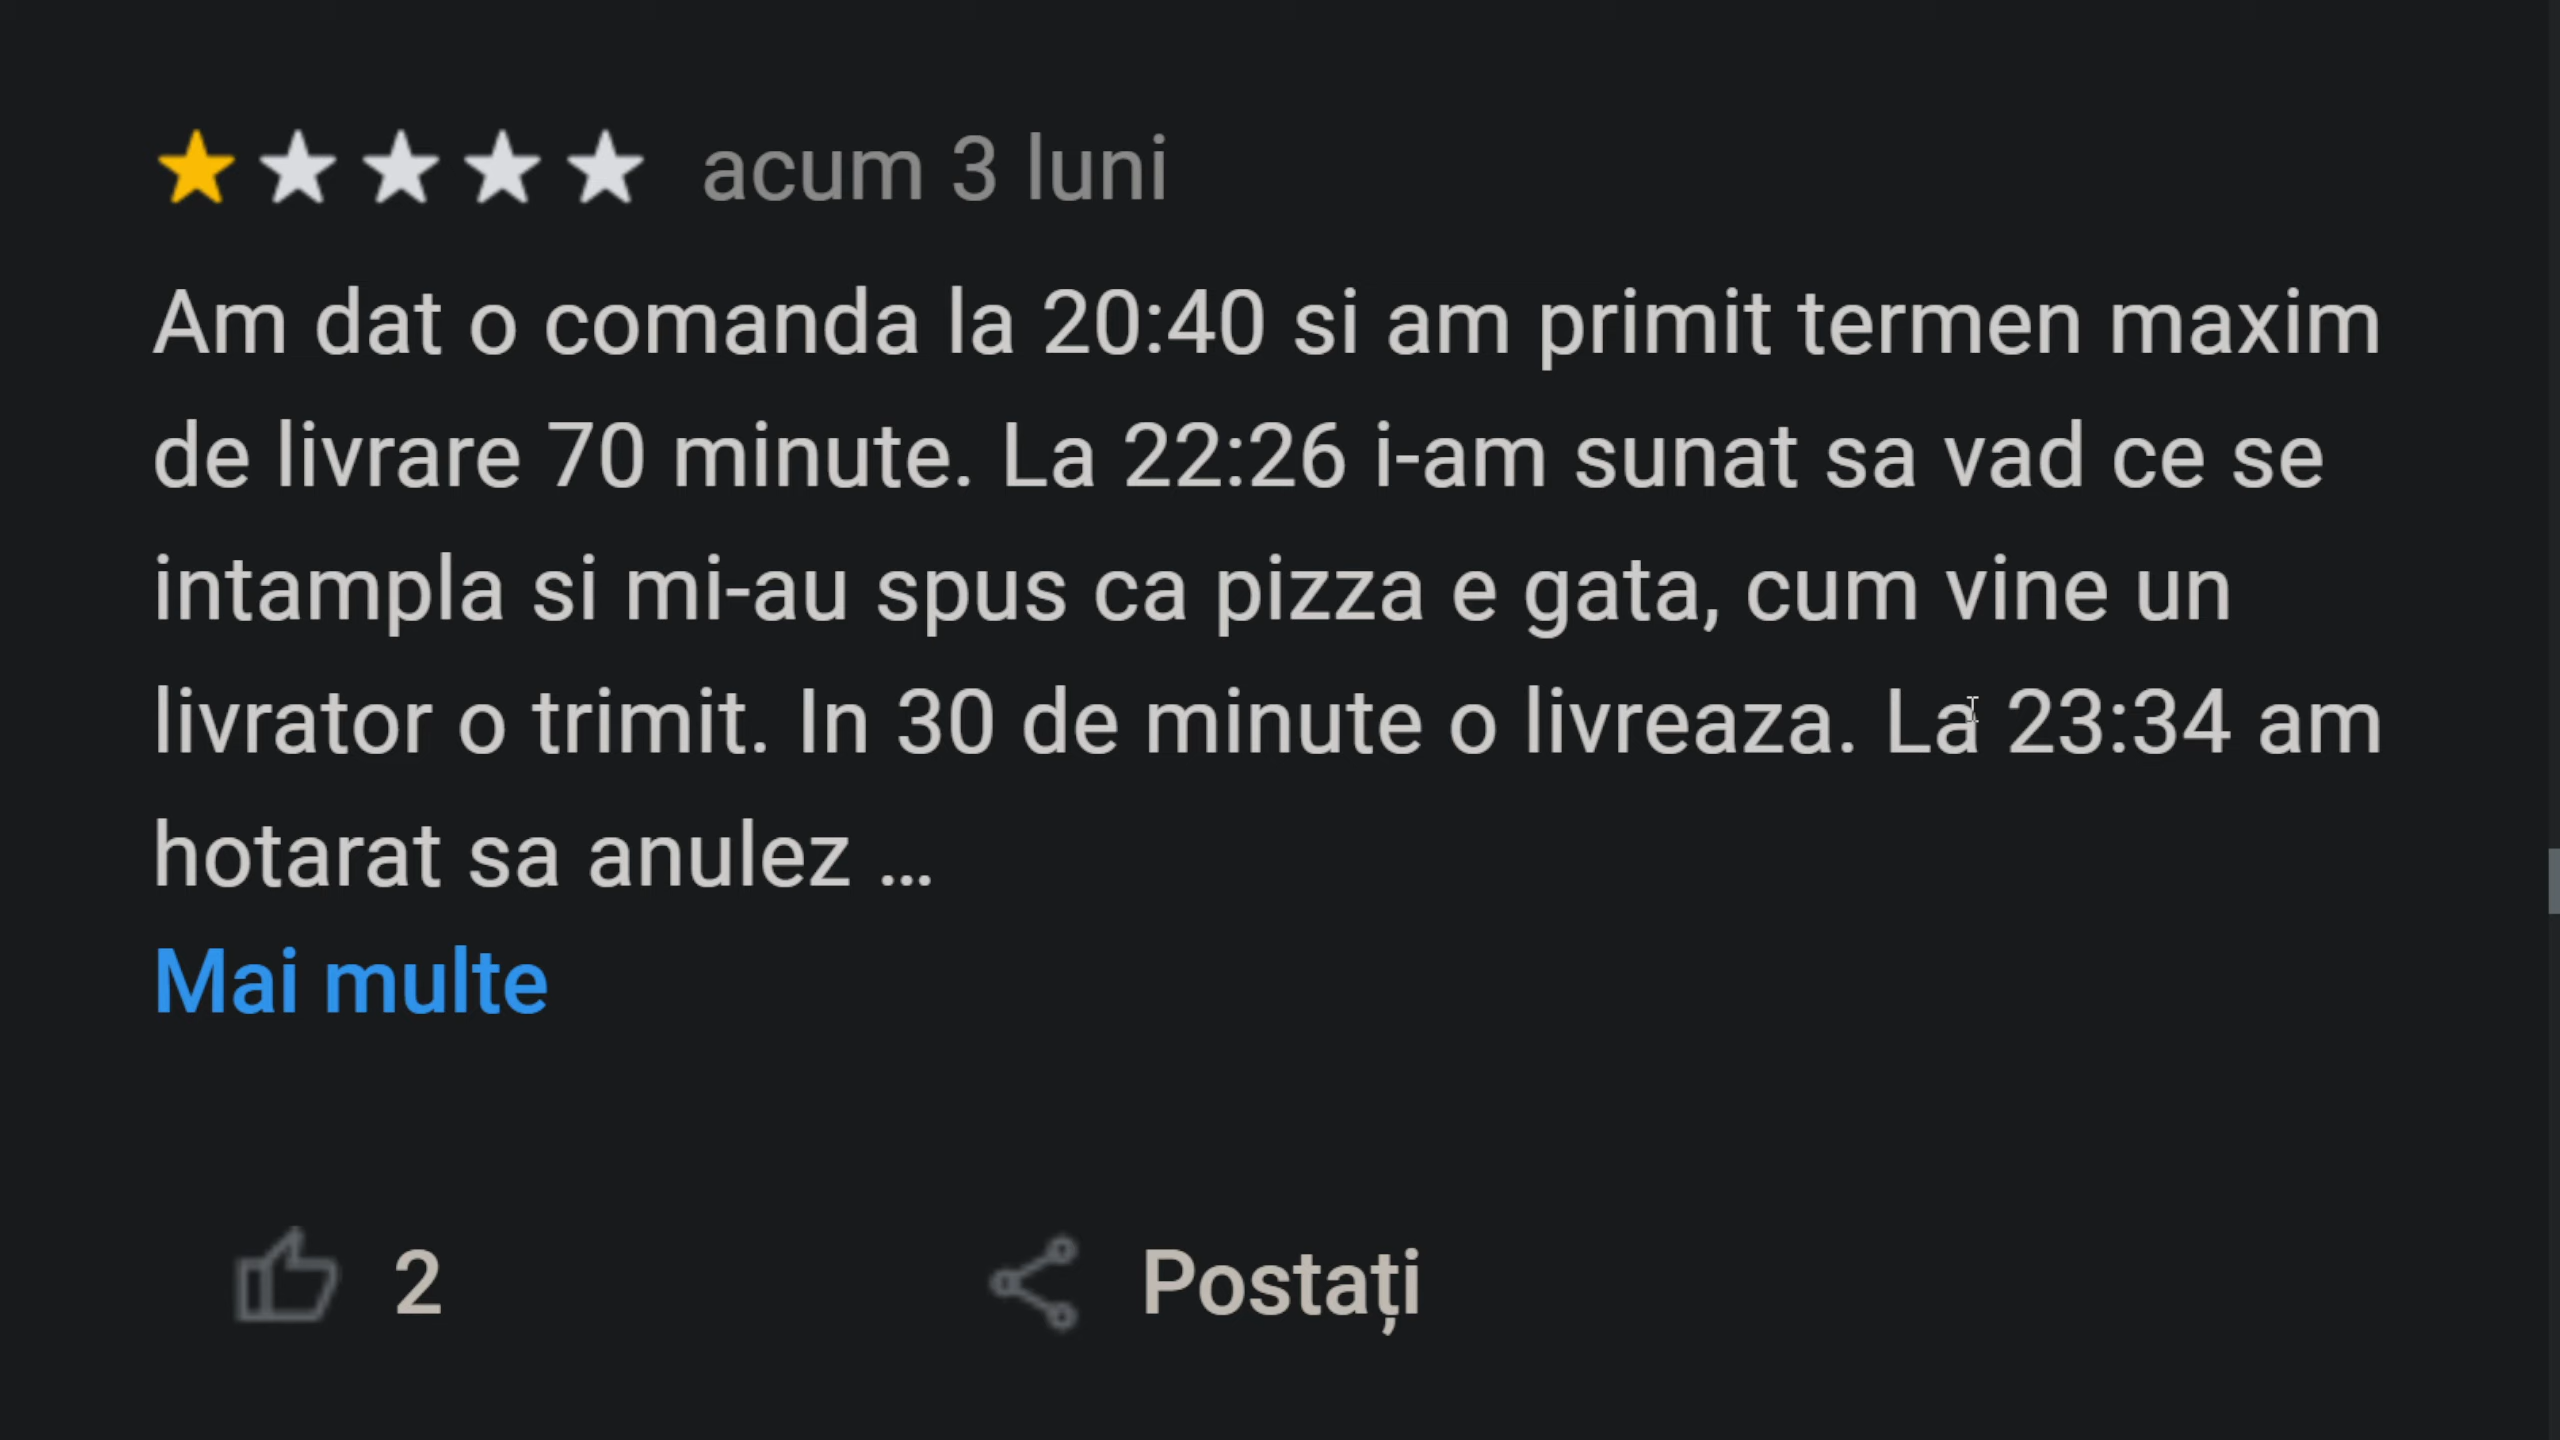 acum 3 luni
Am dat o comanda la 20:40 si am primit termen maxim
de livrare 70 minute. La 22:26 i-am sunat sa vad ce se
intampla si mi-au spus ca pizza e gata, cum vine un
livrator o trimit. In 30 de minute o livreaza. La 23:34 am
hotarat sa anulez ...
Mai multe
2 Postați